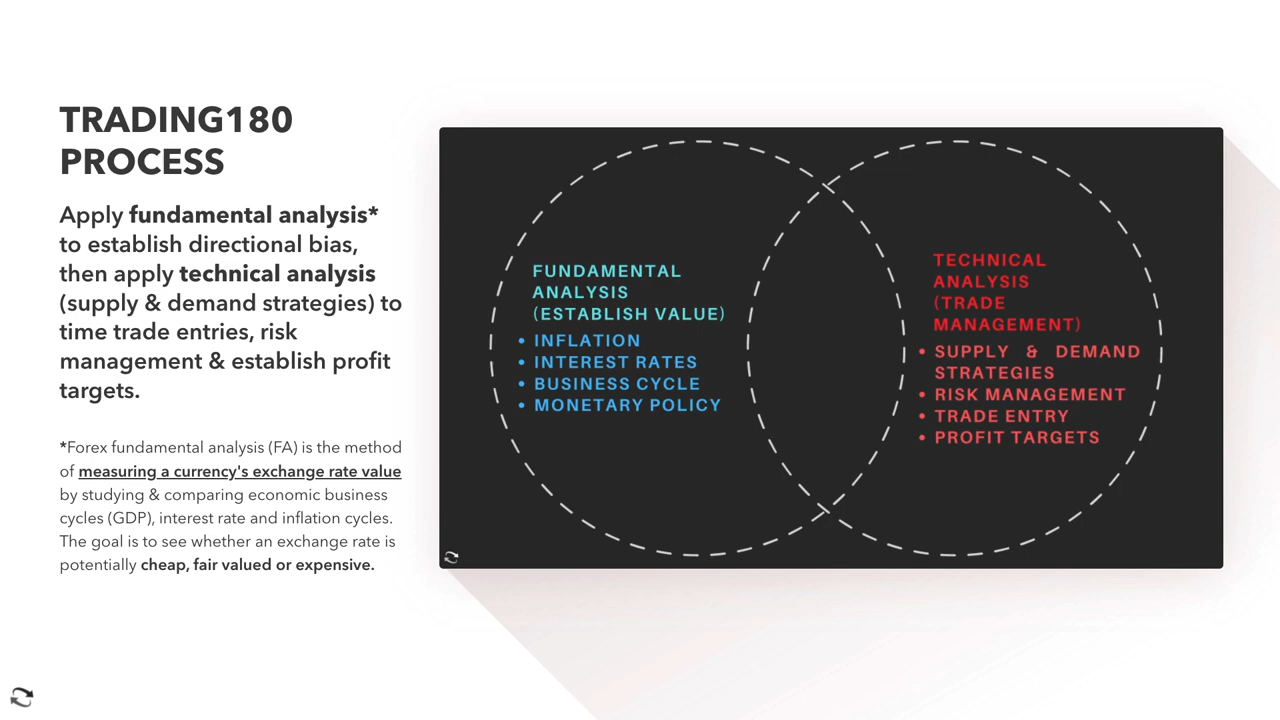 TRADING180
PROCESS
Apply fundamental analysis*
to establish directional bias,
then apply technical analysis
(supply & demand strategies) to
time trade entries, risk
management & establish profit
targets.
*Forex fundamental analysis (FA) is the method
of measuring a currency's exchange rate value
by studying & comparing economic business
cycles (GDP), interest rate and inflation cycles.
The goal is to see whether an exchange rate is
potentially cheap, fair valued or expensive.
FUNDAMENTAL
ANALYSIS
(ESTABLISH VALUE)
• INFLATION
• INTEREST RATES
• BUSINESS CYCLE
• MONETARY POLICY
TECHNICAL
ANALYSIS
(TRADE
MANAGEMENT)
• SUPPLY & DEMAND
STRATEGIES
• RISK MANAGEMENT
• TRADE ENTRY
• PROFIT TARGETS